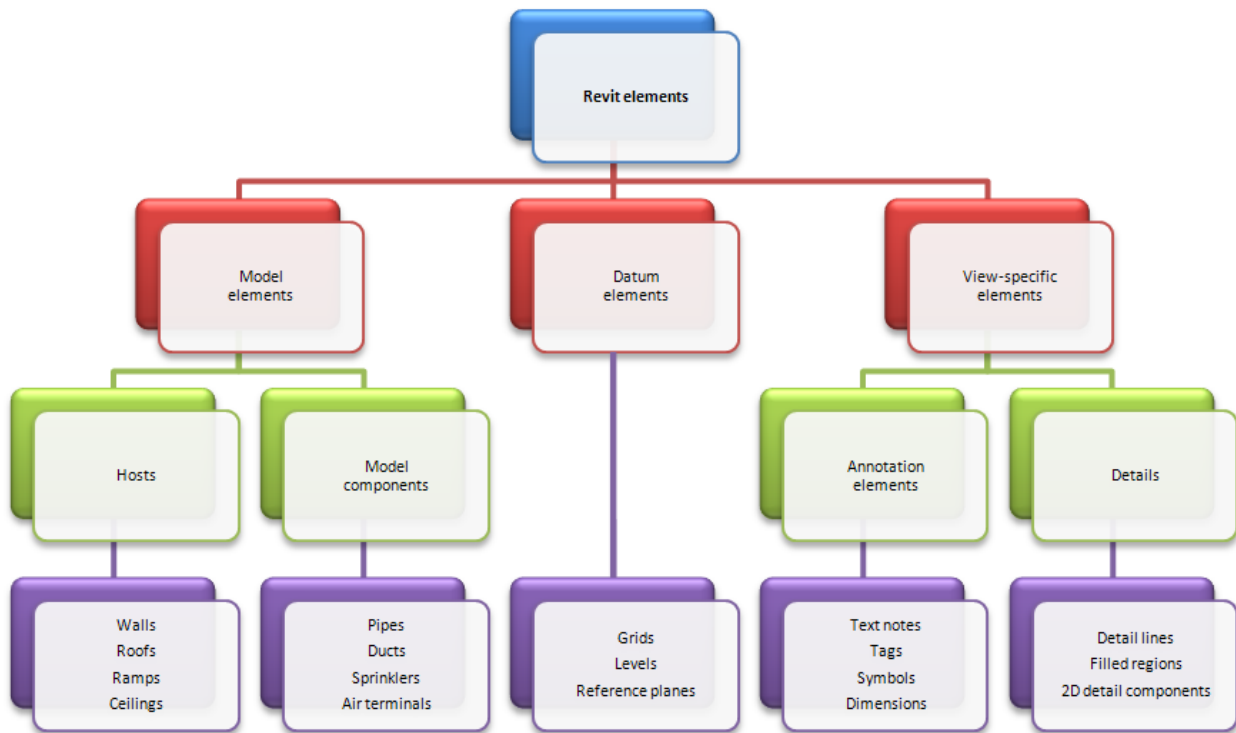 Revit elements
Model
elements
Datum
elements
View-specific
elements
Hosts
Model
components
Annotation
elements
Details
Walls
Roofs
Ramps
Ceilings
Pipes
Ducts
Sprinklers
Air terminals
Grids
Levels
Reference planes
Text notes
Tags
Symbols
Dimensions
Detail lines
Filled regions
2D detail components